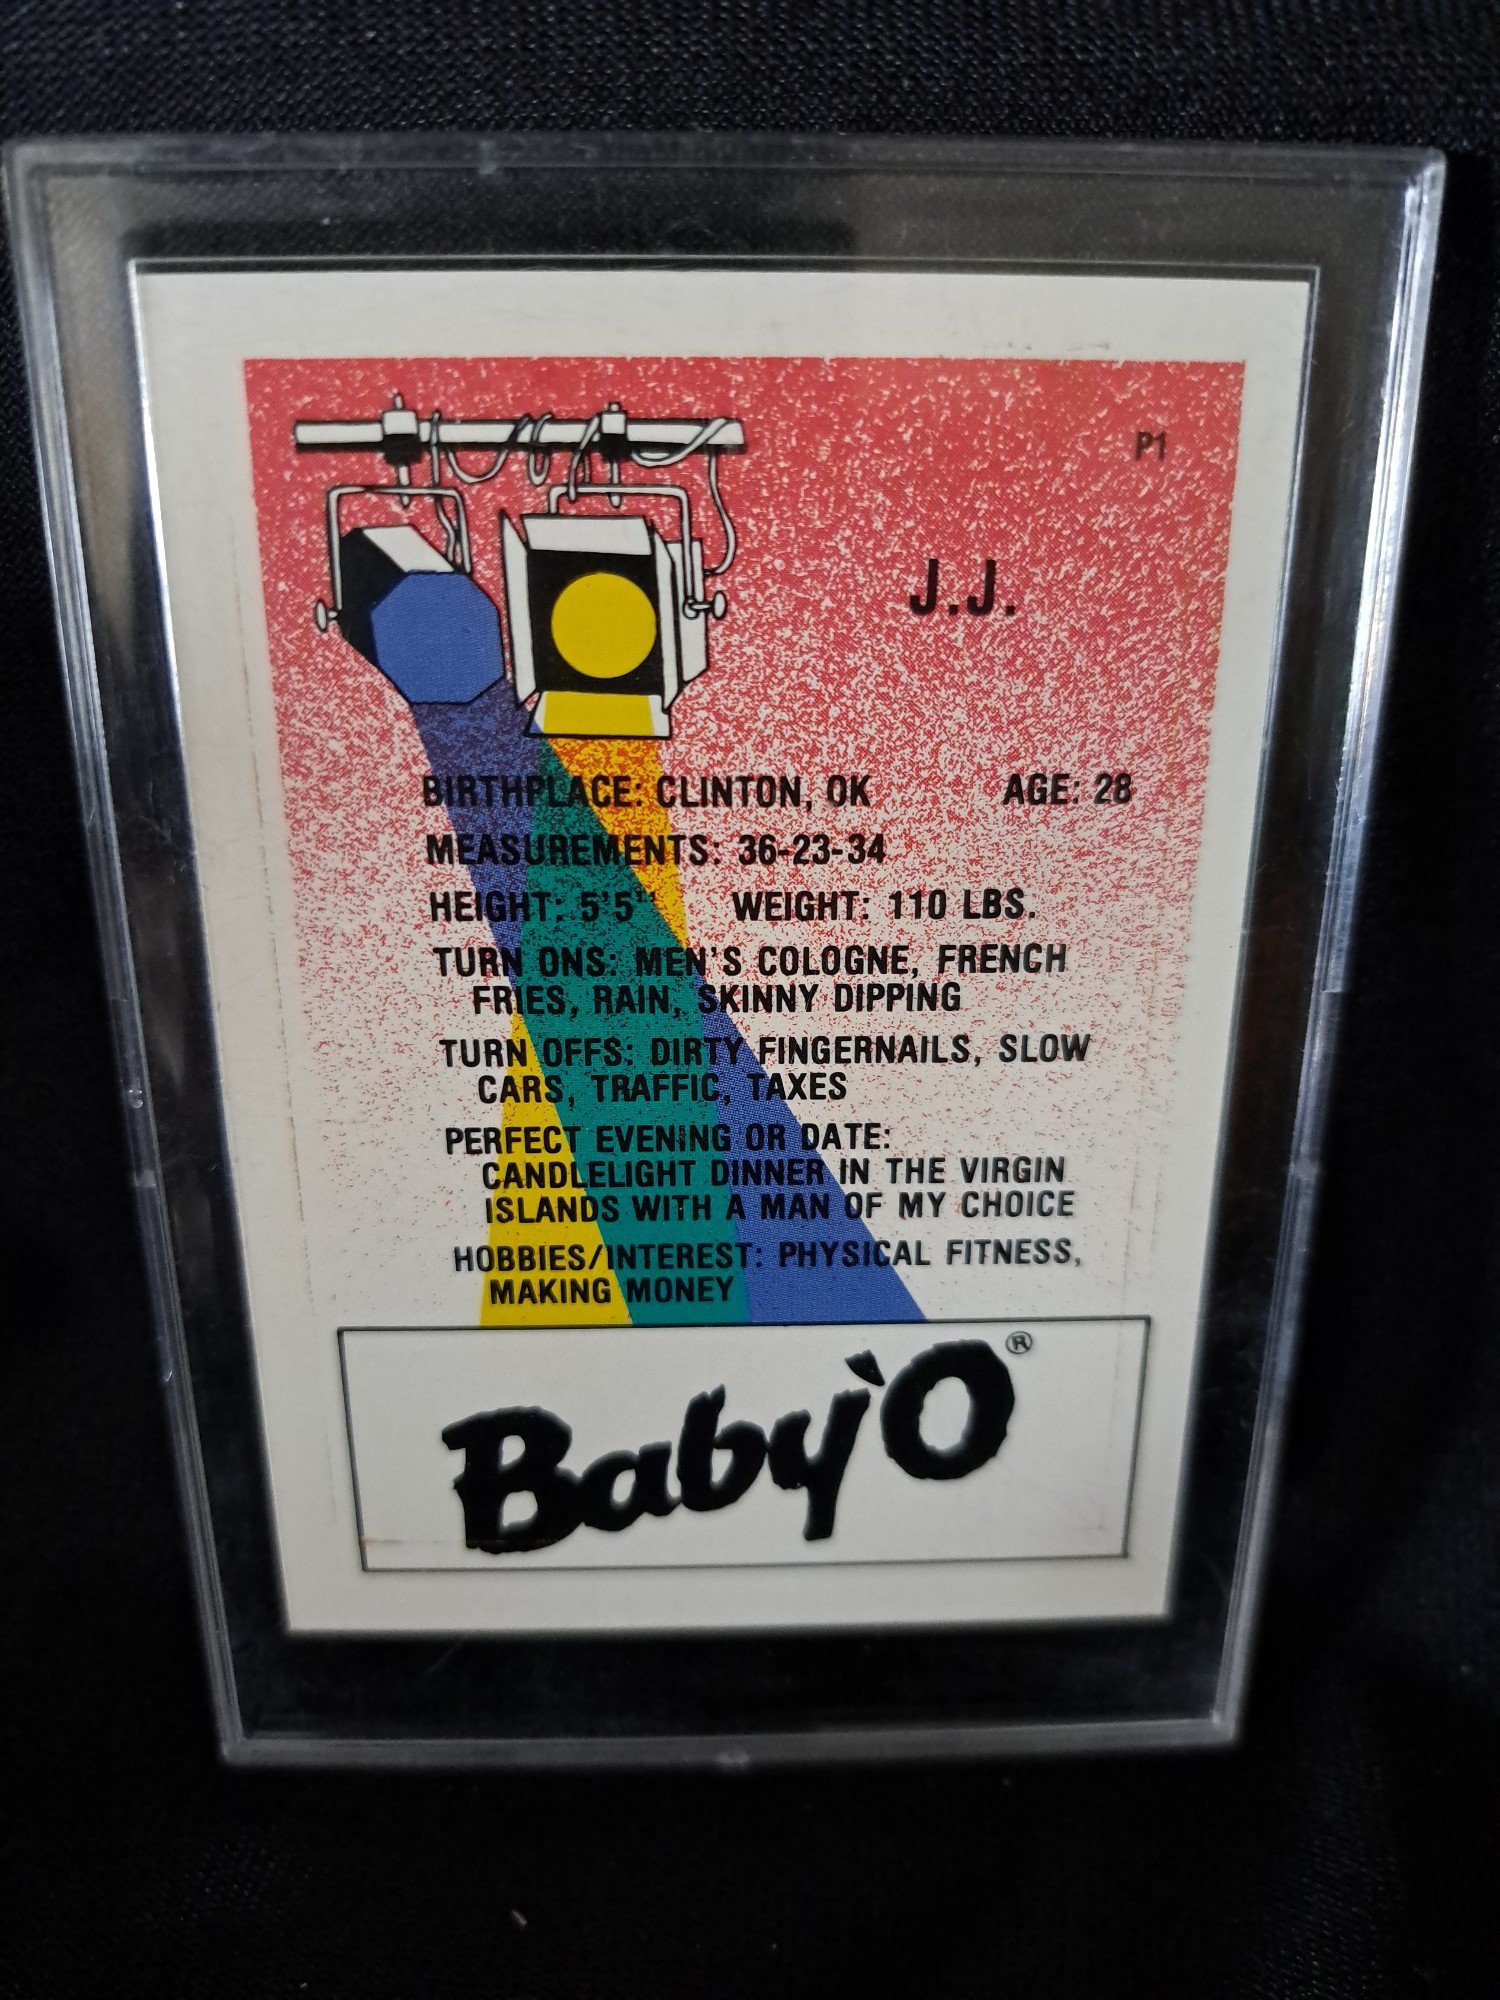 P1
J.J.
BIRTHPLACE: CLINTON, OK AGE: 28
MEASUREMENTS: 36-23-34
HEIGHT: 5'5" WEIGHT: 110 LBS.
TURN ONS: MEN'S COLOGNE, FRENCH
FRIES, RAIN, SKINNY DIPPING
TURN OFFS: DIRTY FINGERNAILS, SLOW
CARS, TRAFFIC, TAXES
PERFECT EVENING OR DATE:
CANDLELIGHT DINNER IN THE VIRGIN
ISLANDS WITH A MAN OF MY CHOICE
HOBBIES/INTEREST: PHYSICAL FITNESS,
MAKING MONEY
Baby'O®